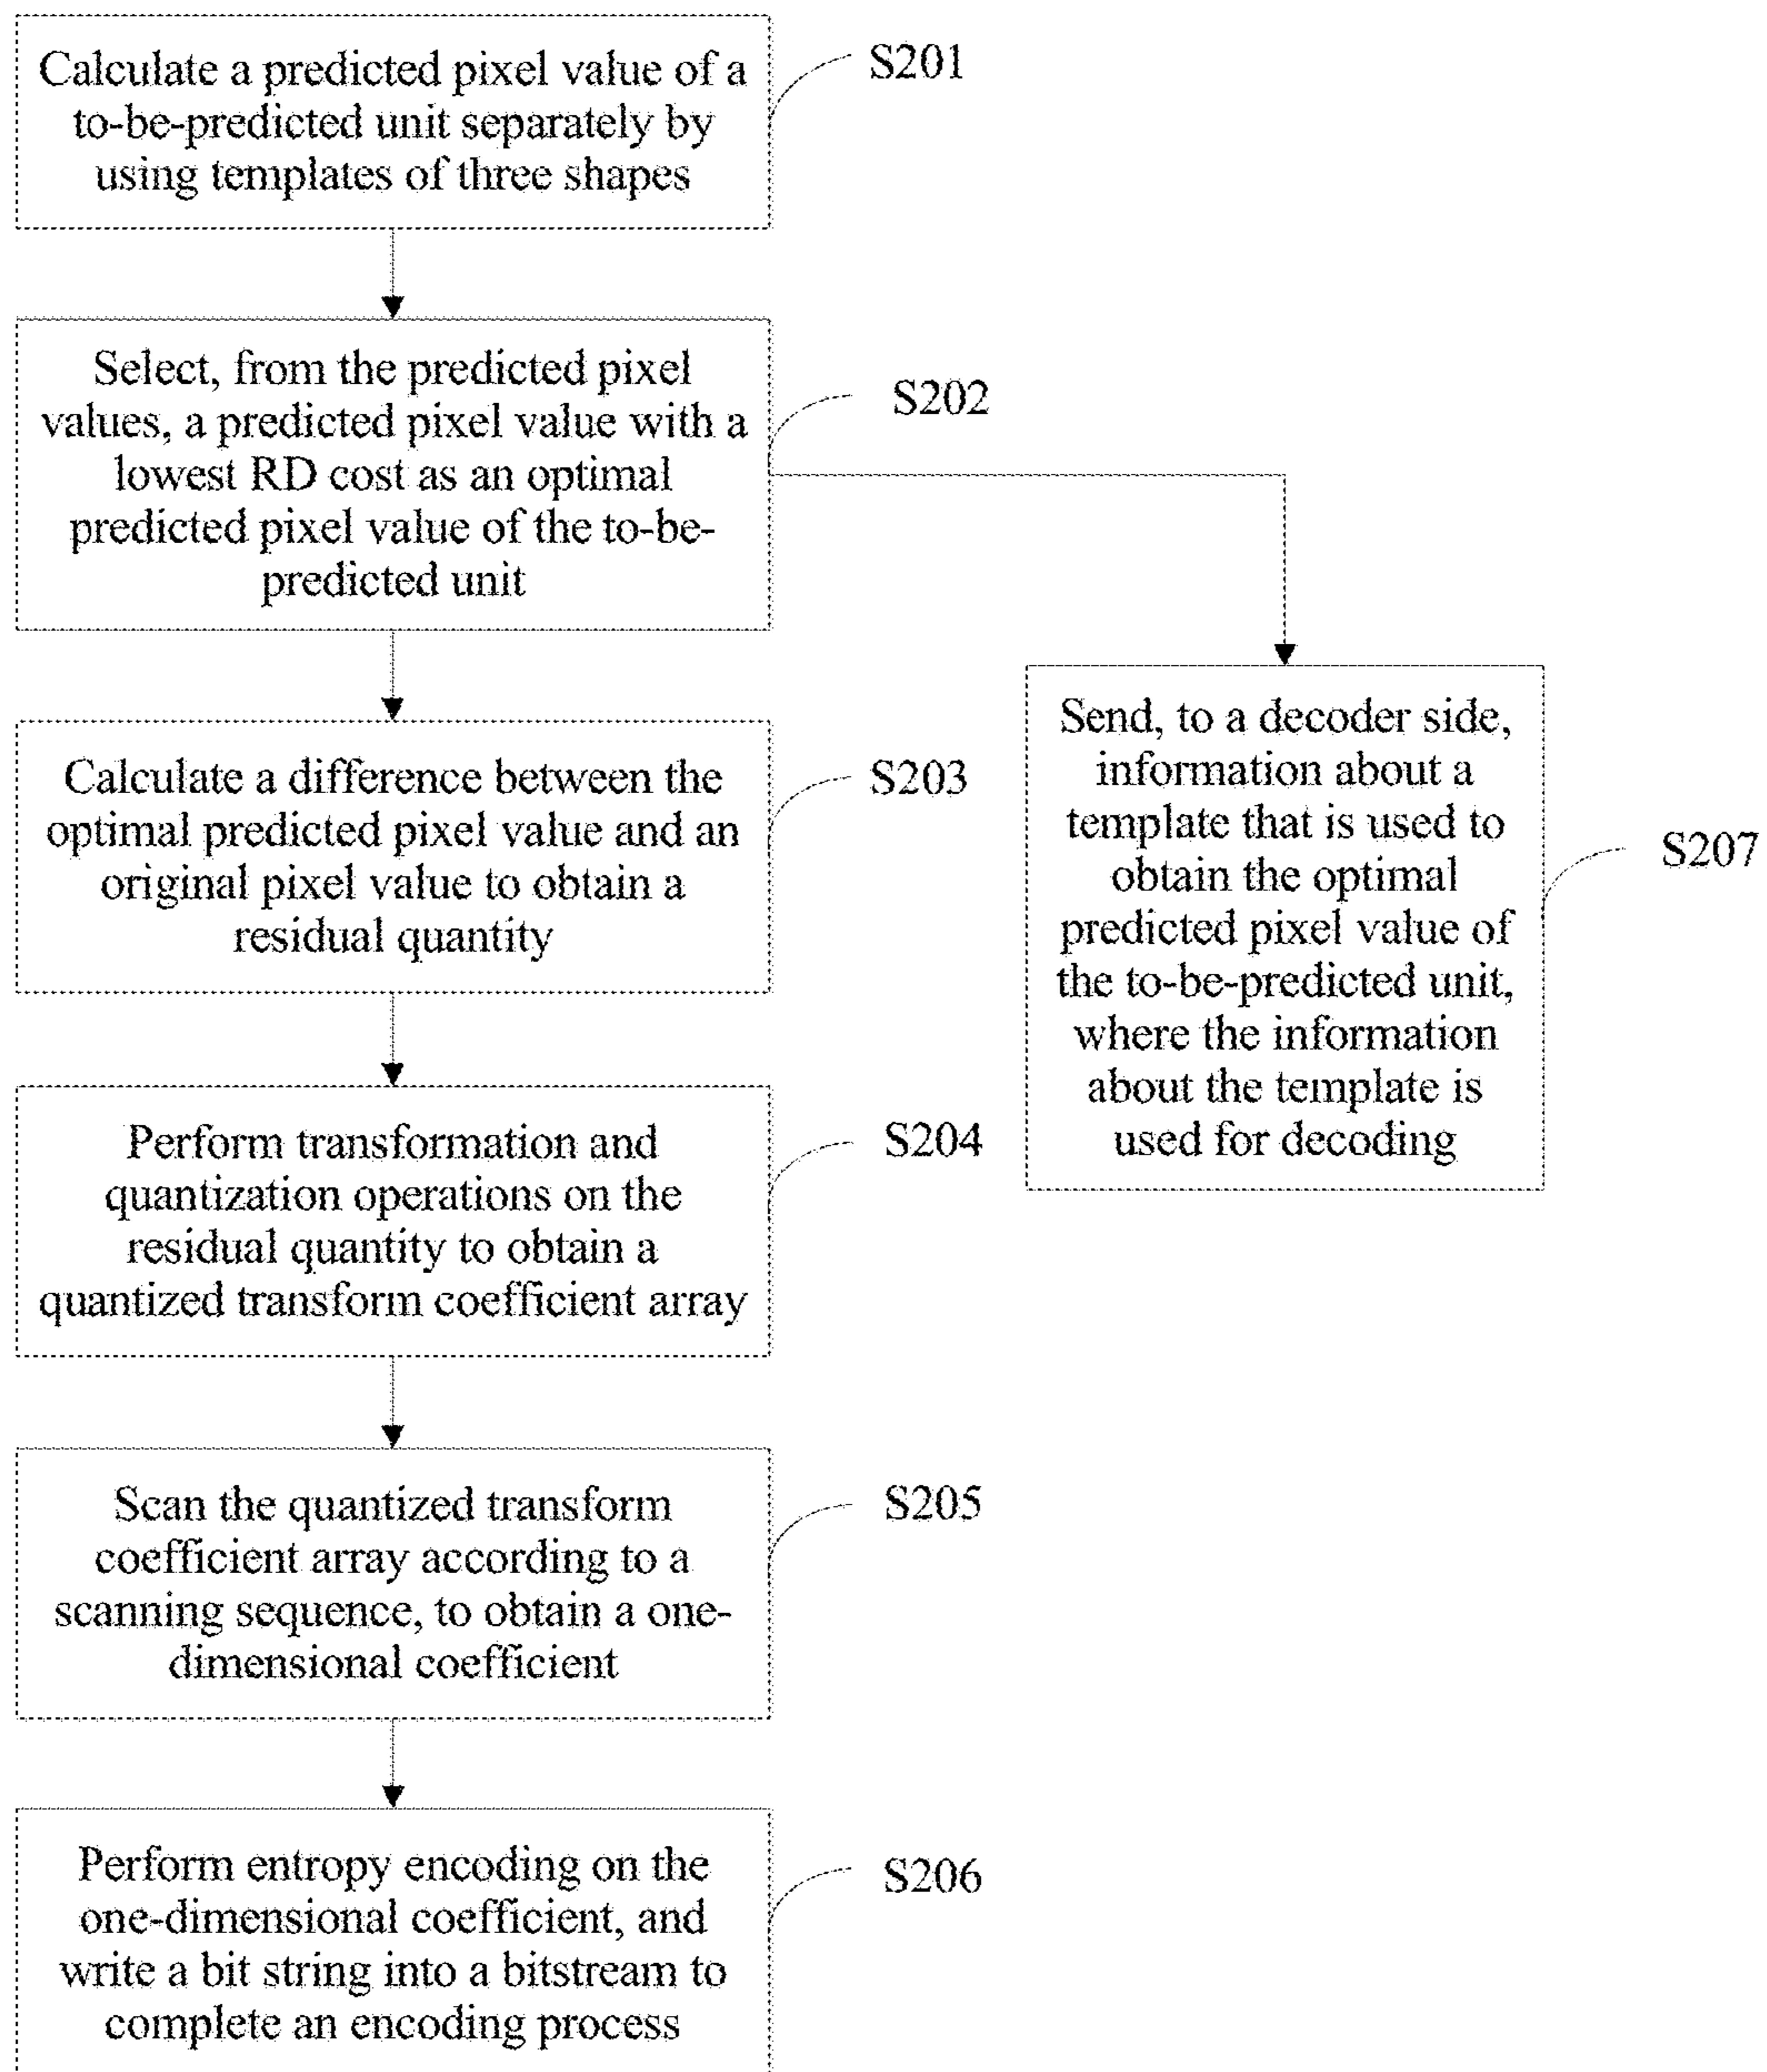 Calculate a predicted pixel value of a
to-be-predicted unit separately by
using templates of three shapes
S201
Select, from the predicted pixel
values, a predicted pixel value with a
lowest RD cost as an optimal
predicted pixel value of the to-be-
predicted unit
S202
Calculate a difference between the
optimal predicted pixel value and an
original pixel value to obtain a
residual quantity
S203
Send, to a decoder side,
information about a
template that is used to
obtain the optimal
predicted pixel value of
the to-be-predicted unit,
where the information
about the template is
used for decoding
S207
Perform transformation and
quantization operations on the
residual quantity to obtain a
quantized transform coefficient array
S204
Scan the quantized transform
coefficient array according to a
scanning sequence, to obtain a one-
dimensional coefficient
S205
Perform entropy encoding on the
one-dimensional coefficient, and
write a bit string into a bitstream to
complete an encoding process
S206